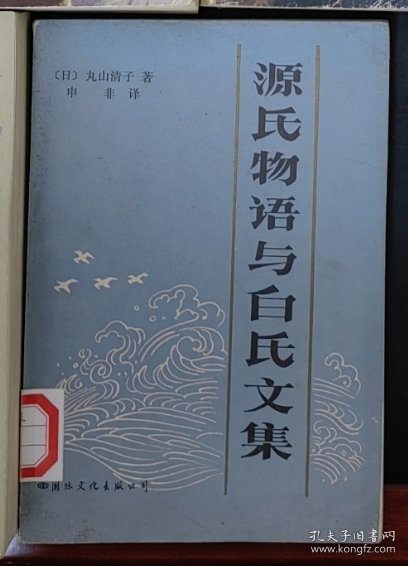 〔日〕丸山清子 著
申 非 译
源氏物语与白氏文集
国际文化出版公司
孔夫子旧书网
www.kongfz.com